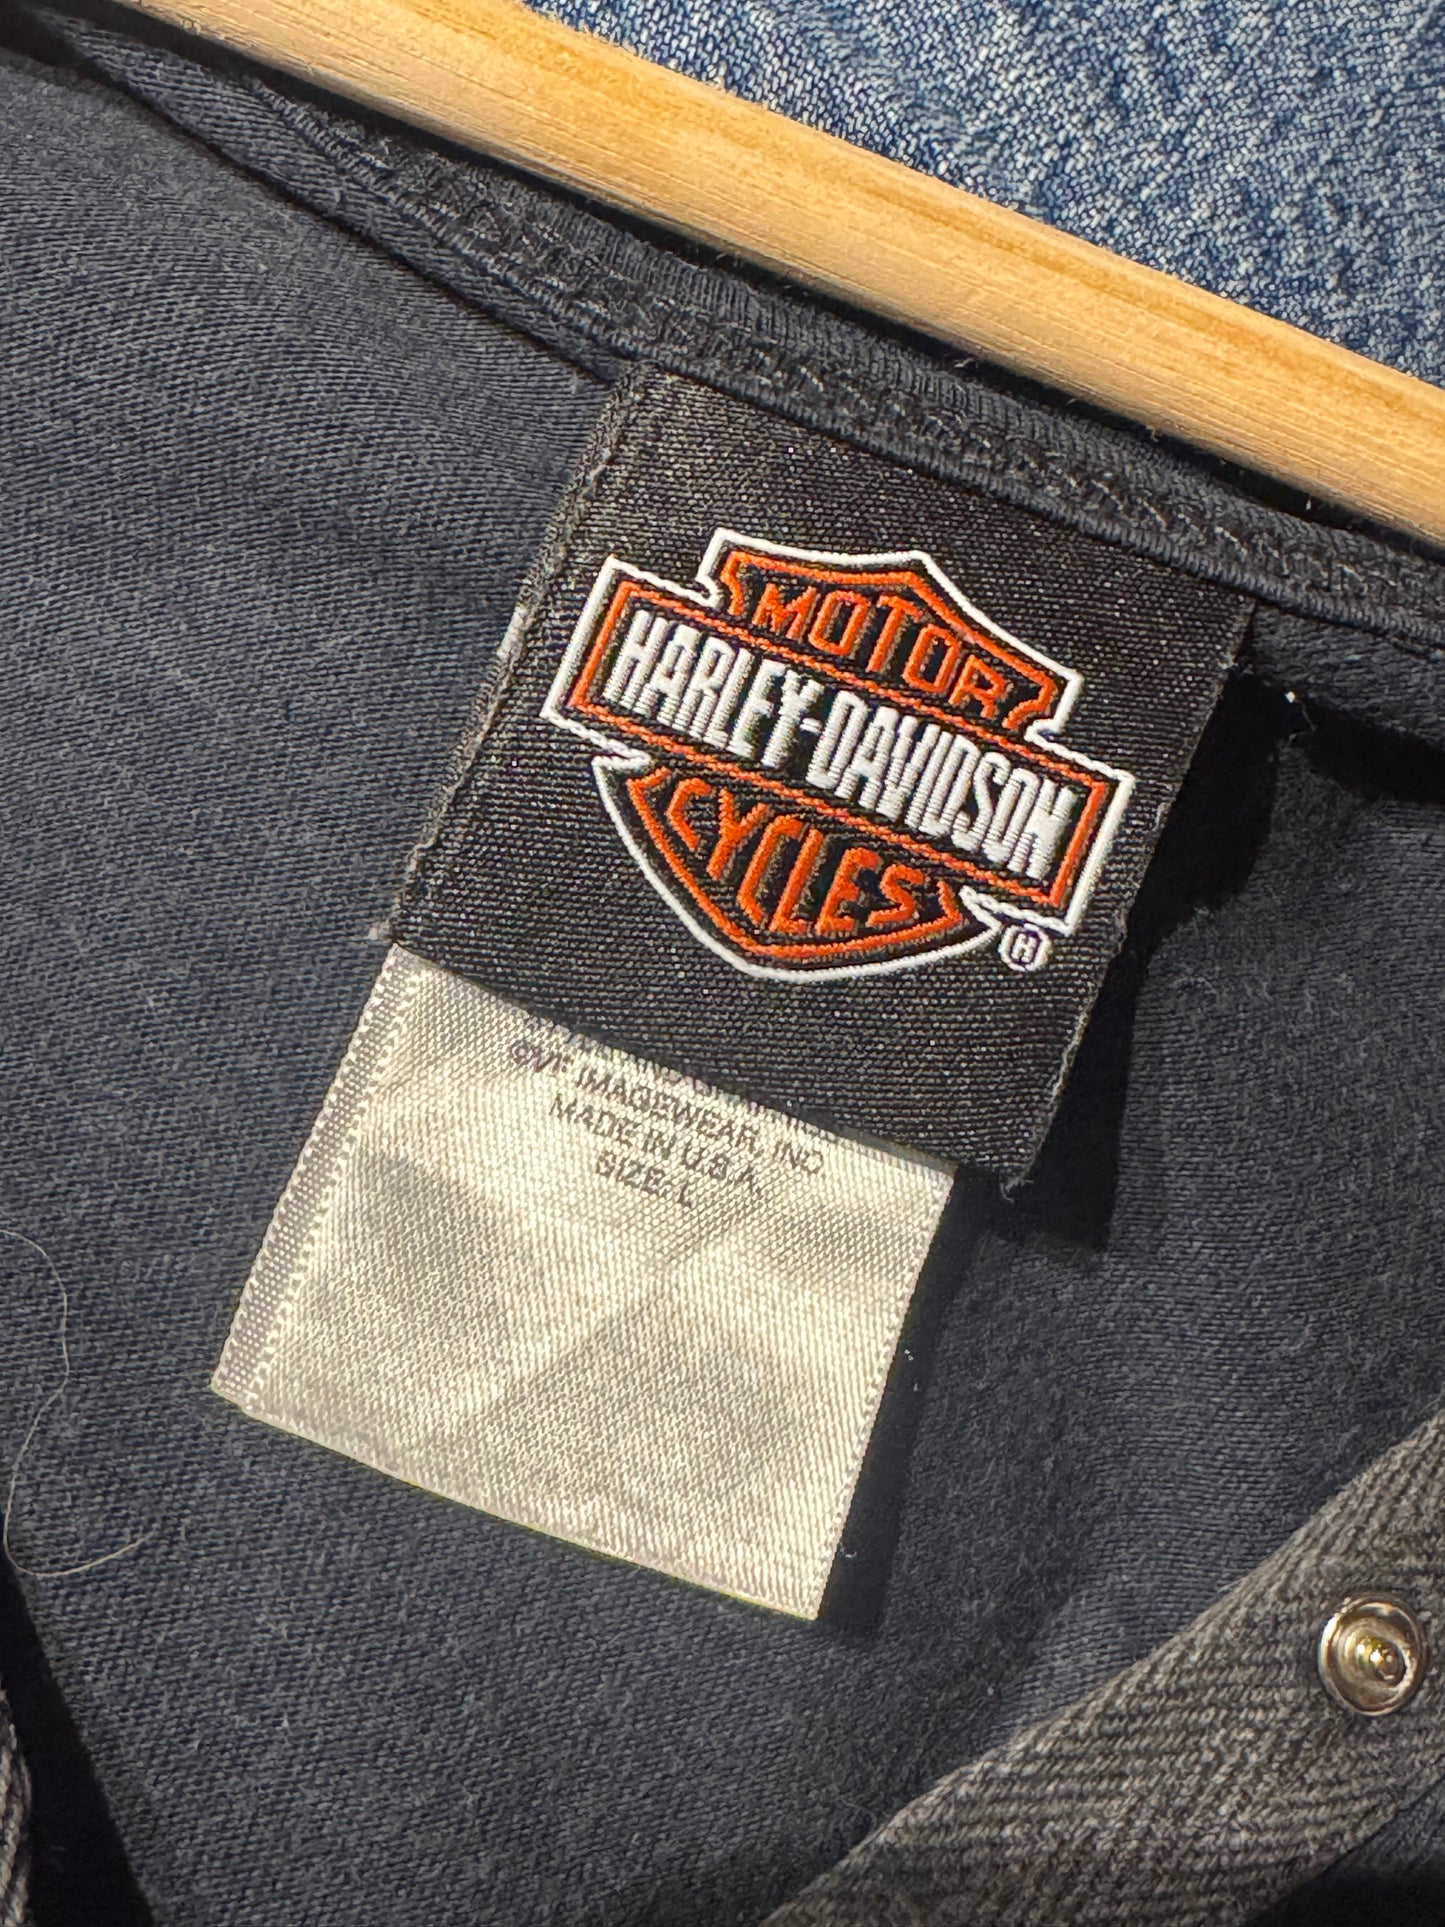 MOTOR
HARLEY-DAVIDSON
CYCLES
®
©VF IMAGEWEAR, INC.
MADE IN U.S.A.
SIZE: L